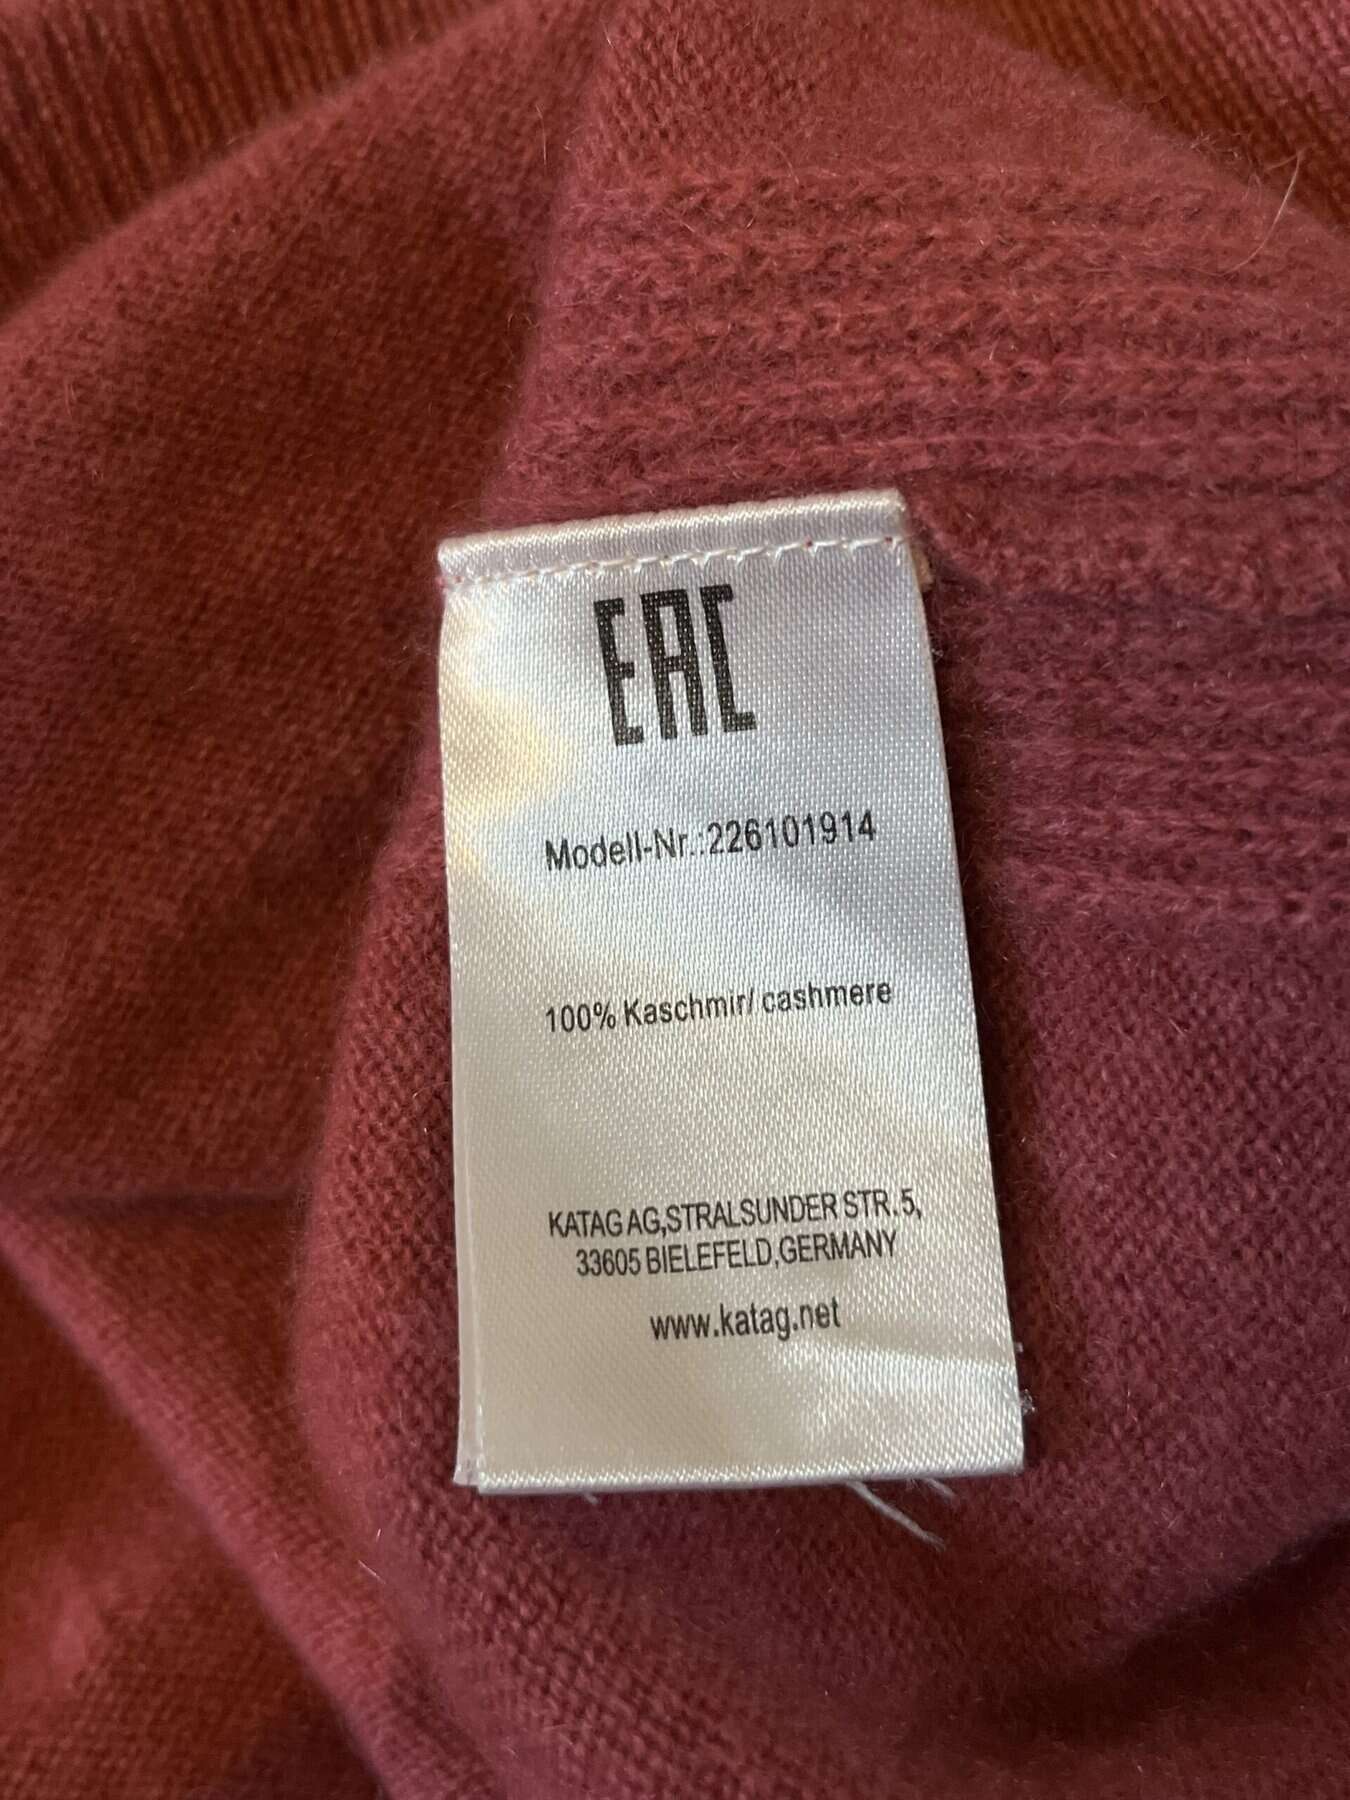 EAC
Modell-Nr.:226101914
100% Kaschmir/ cashmere
KATAG AG,STRALSUNDER STR. 5,
33605 BIELEFELD,GERMANY
www.katag.net